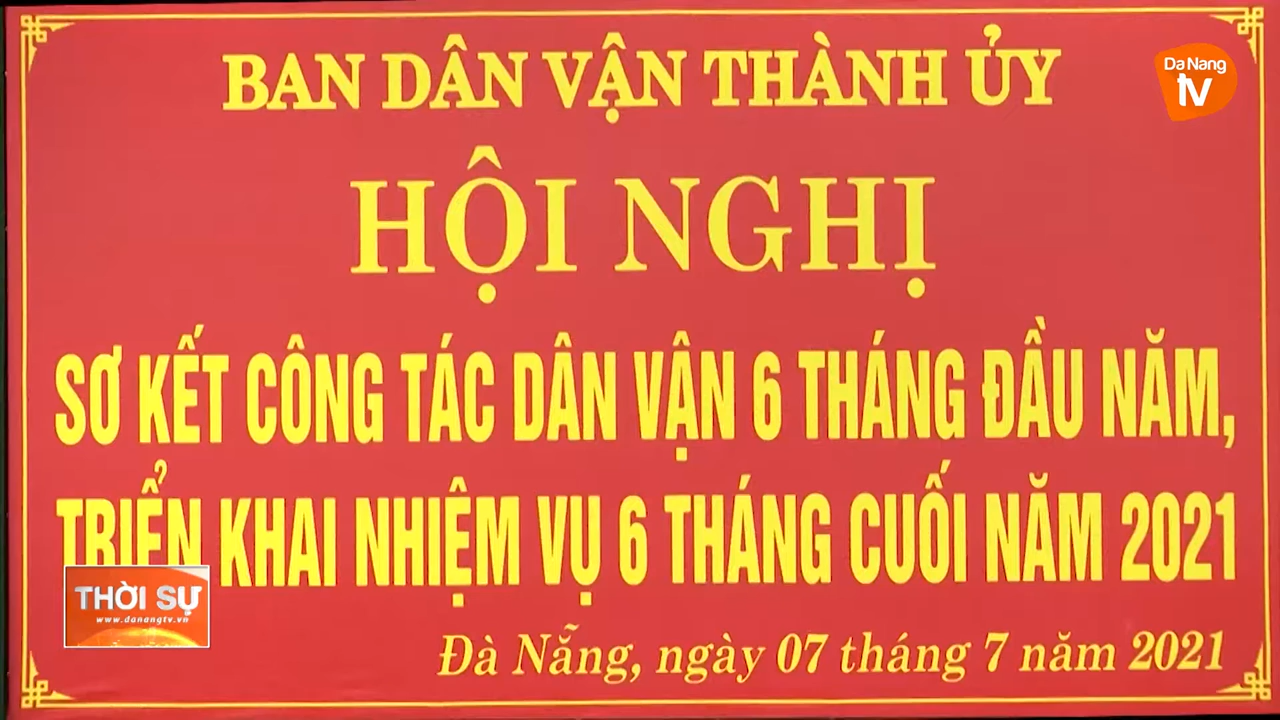 BAN DÂN VẬN THÀNH ỦY
Da Nang
tv
HỘI NGHỊ
SƠ KẾT CÔNG TÁC DÂN VẬN 6 THÁNG ĐẦU NĂM,
TRIỂN KHAI NHIỆM VỤ 6 THÁNG CUỐI NĂM 2021
THỜI SỰ
www.danangtv.vn
Đà Nẵng, ngày 07 tháng 7 năm 2021